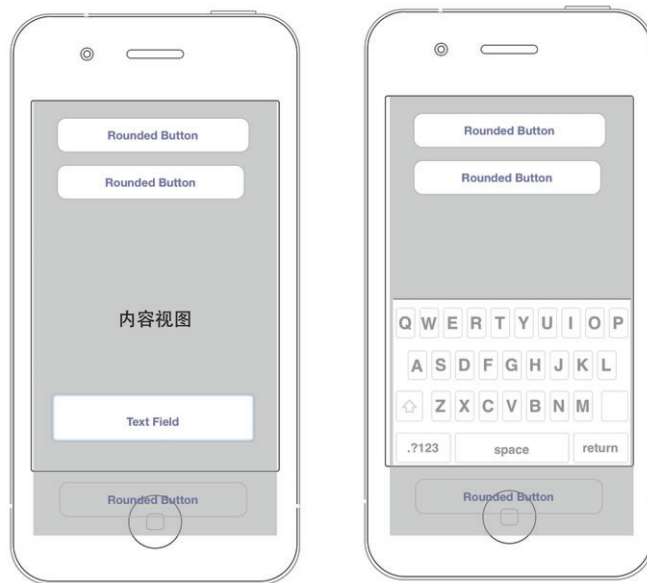 Rounded Button
Rounded Button
内容视图
Text Field
Rounded Button
Rounded Button
Rounded Button
Q W E R T Y U I O P
A S D F G H J K L
Z X C V B N M
.?123 space return
Rounded Button